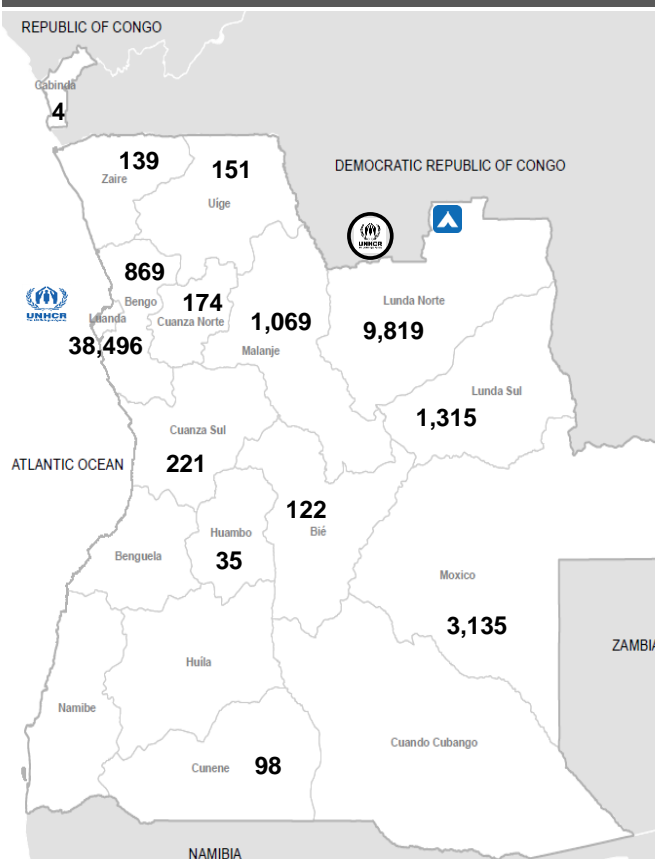 REPUBLIC OF CONGO
Cabinda
4
139
Zaire
151
Uige
DEMOCRATIC REPUBLIC OF CONGO
UNHCR
869
Bengo
UNHCR
Luanda
38,496
174
Cuanza Norte
1,069
Malanje
Lunda Norte
9,819
Lunda Sul
1,315
Cuanza Sul
221
ATLANTIC OCEAN
122
Bié
Huambo
35
Benguela
Moxico
3,135
ZAMBIA
Huila
Namibe
Cuando Cubango
Cunene 98
NAMIBIA